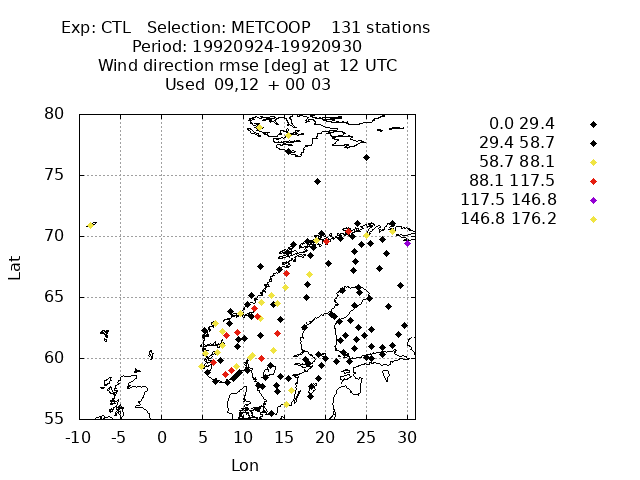 Exp: CTL   Selection: METCOOP    131 stations
Period: 19920924-19920930
Wind direction rmse [deg] at  12 UTC
Used  09,12  + 00 03
80
75
70
65
60
55
Lat
-10 -5 0 5 10 15 20 25 30
Lon
0.0 29.4
29.4 58.7
58.7 88.1
88.1 117.5
117.5 146.8
146.8 176.2